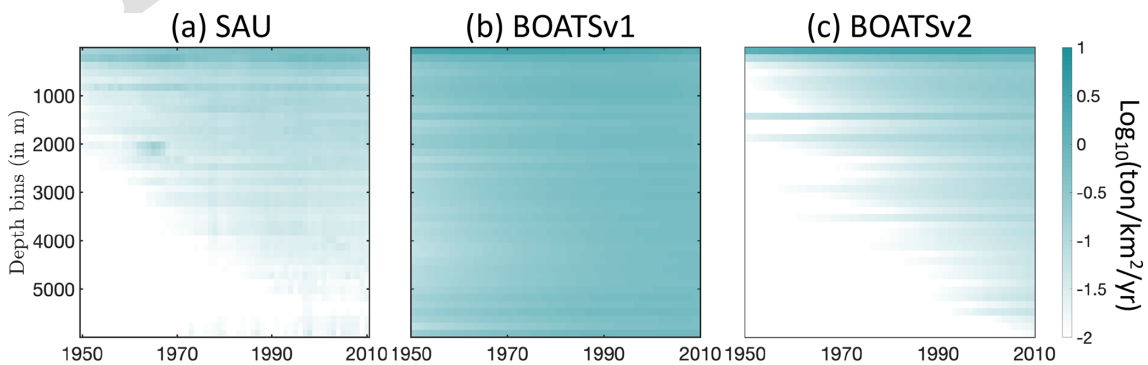 (a) SAU
(b) BOATSv1
(c) BOATSv2
Depth bins (in m)
1000
2000
3000
4000
5000
1950 1970 1990 2010
1950 1970 1990 2010
1950 1970 1990 2010
1
0.5
0
-0.5
-1
-1.5
-2
Log₁₀(ton/km²/yr)